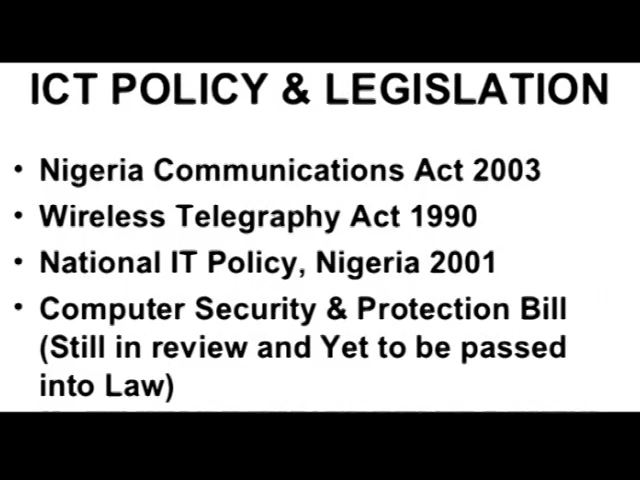 ICT POLICY & LEGISLATION
• Nigeria Communications Act 2003
• Wireless Telegraphy Act 1990
• National IT Policy, Nigeria 2001
• Computer Security & Protection Bill
(Still in review and Yet to be passed
into Law)